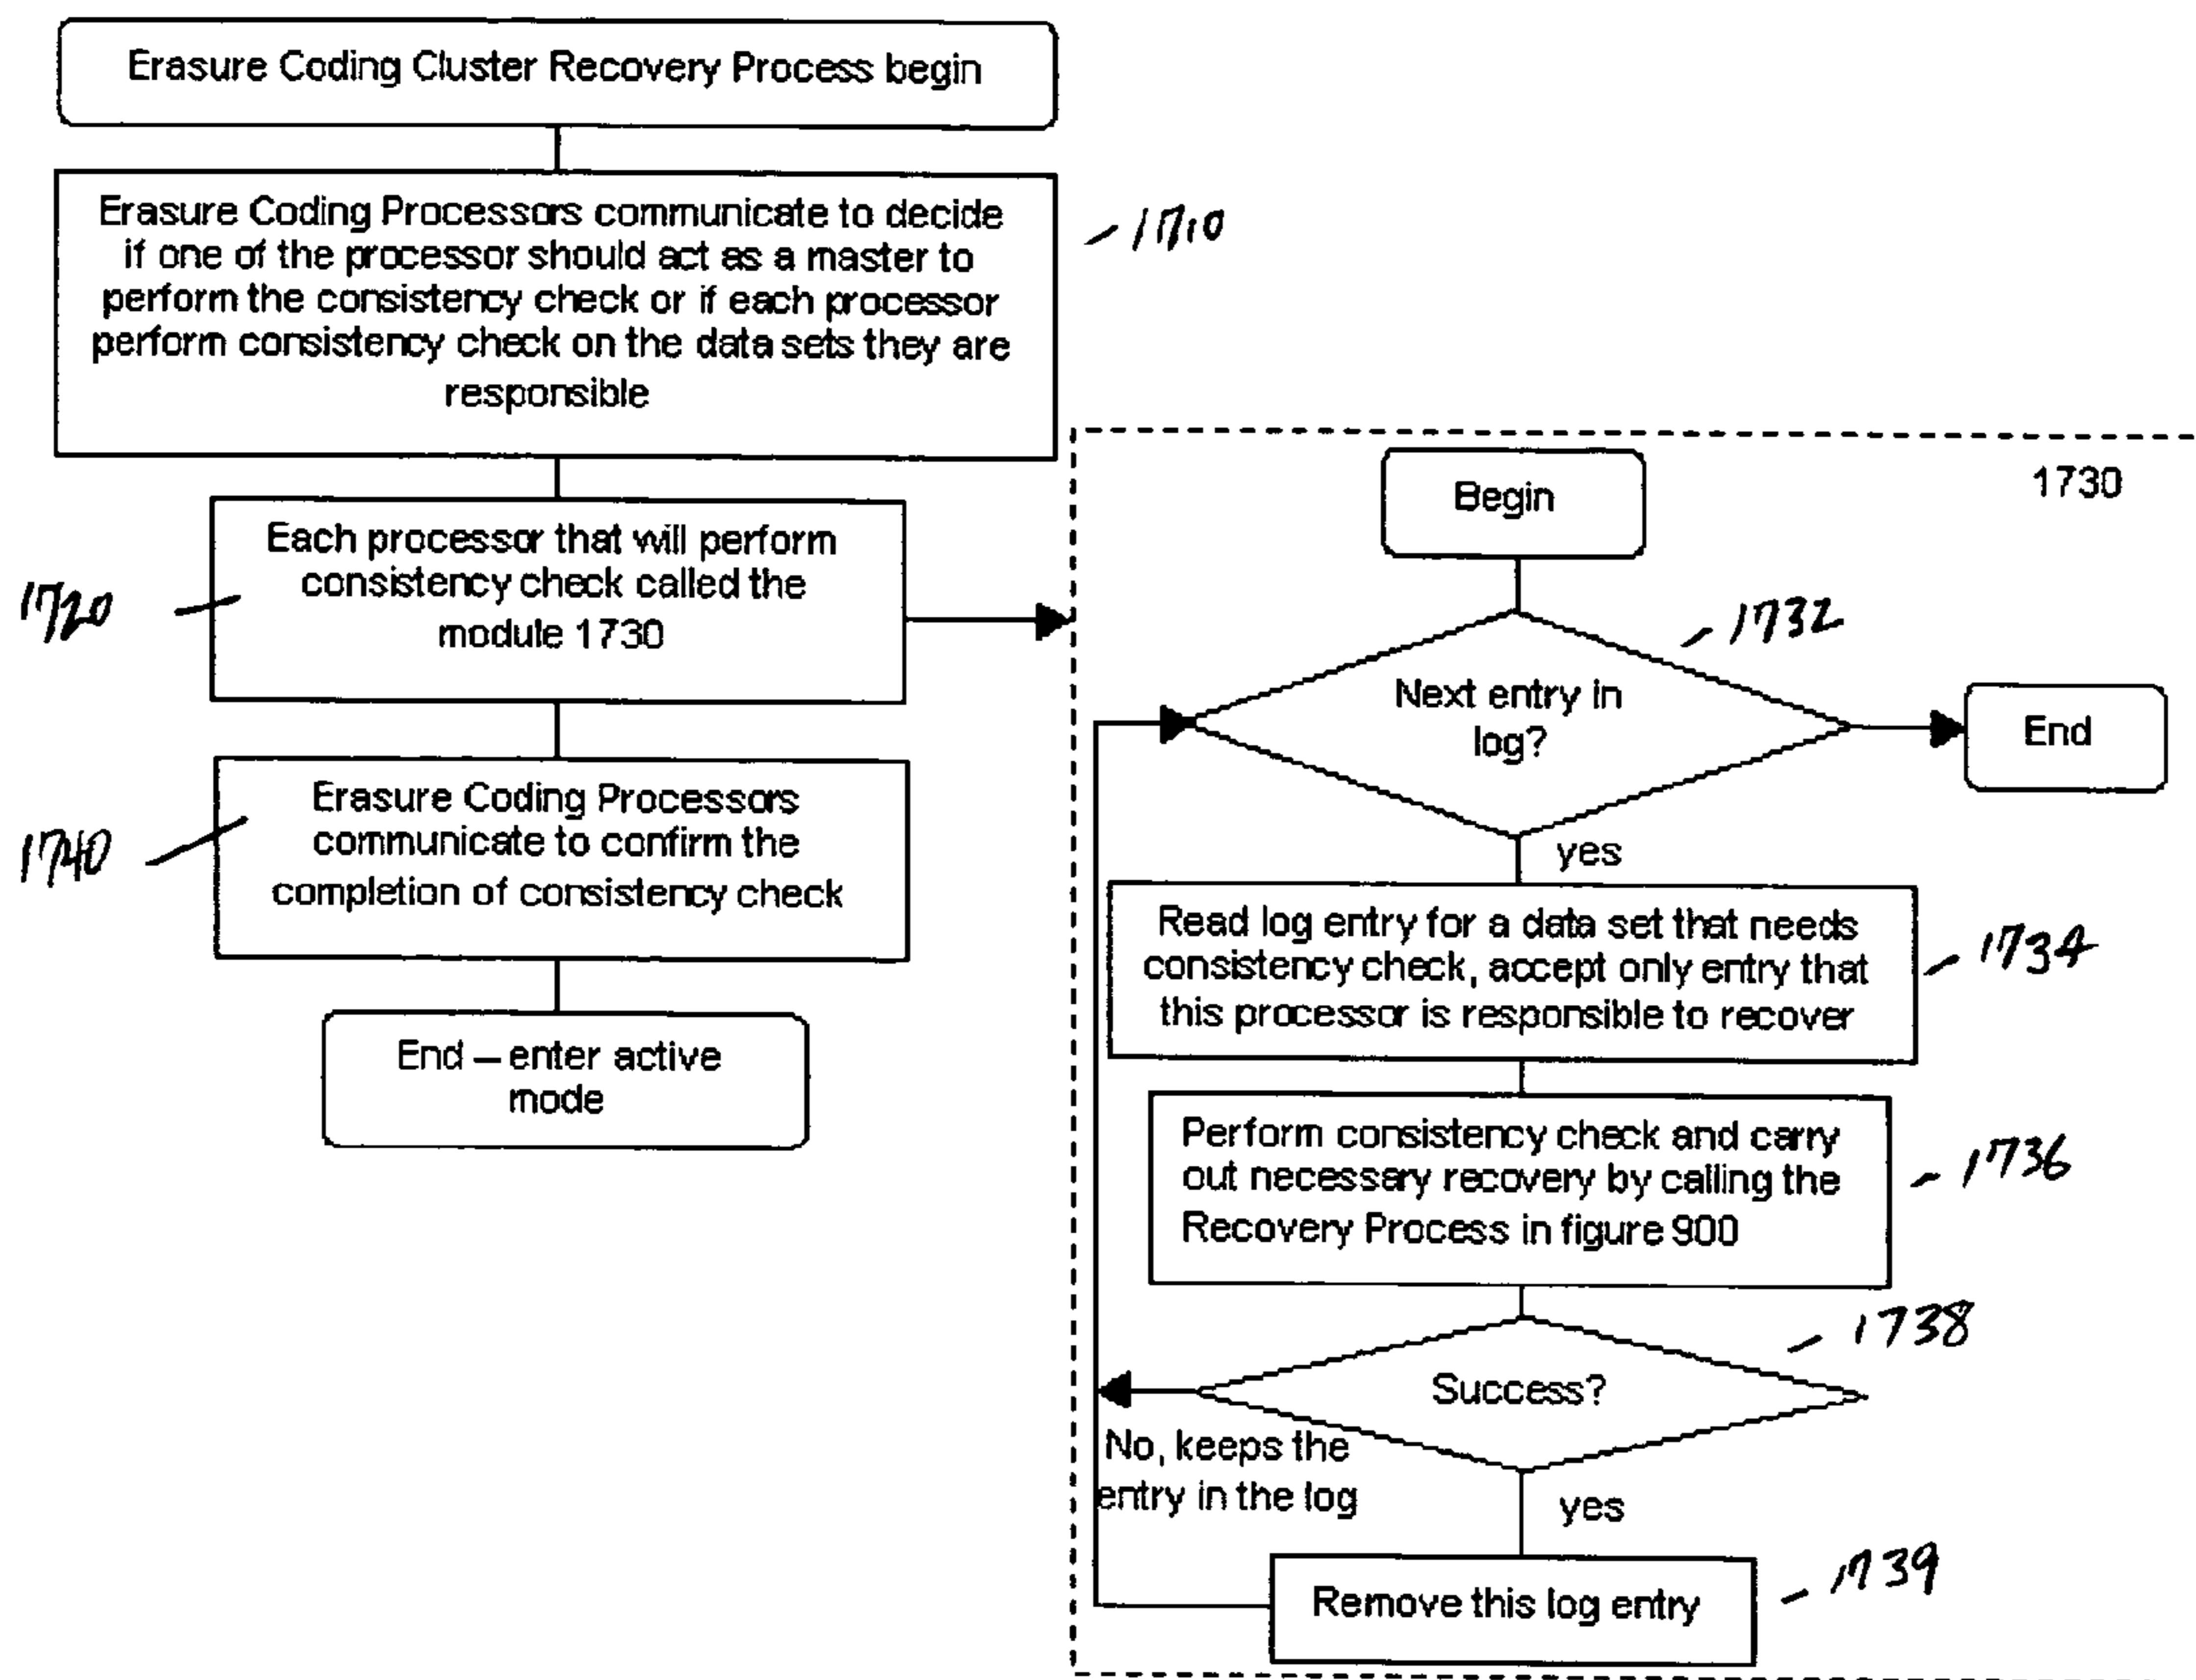 Erasure Coding Cluster Recovery Process begin
Erasure Coding Processors communicate to decide
if one of the processor should act as a master to
perform the consistency check or if each processor
perform consistency check on the data sets they are
responsible
1710
Each processor that will perform
consistency check called the
module 1730
1720
Erasure Coding Processors
communicate to confirm the
completion of consistency check
1740
End – enter active
mode
1730
Begin
1732
Next entry in
log?
End
yes
Read log entry for a data set that needs
consistency check, accept only entry that
this processor is responsible to recover
1734
Perform consistency check and carry
out necessary recovery by calling the
Recovery Process in figure 900
1736
1738
Success?
No, keeps the
entry in the log
yes
Remove this log entry
1739